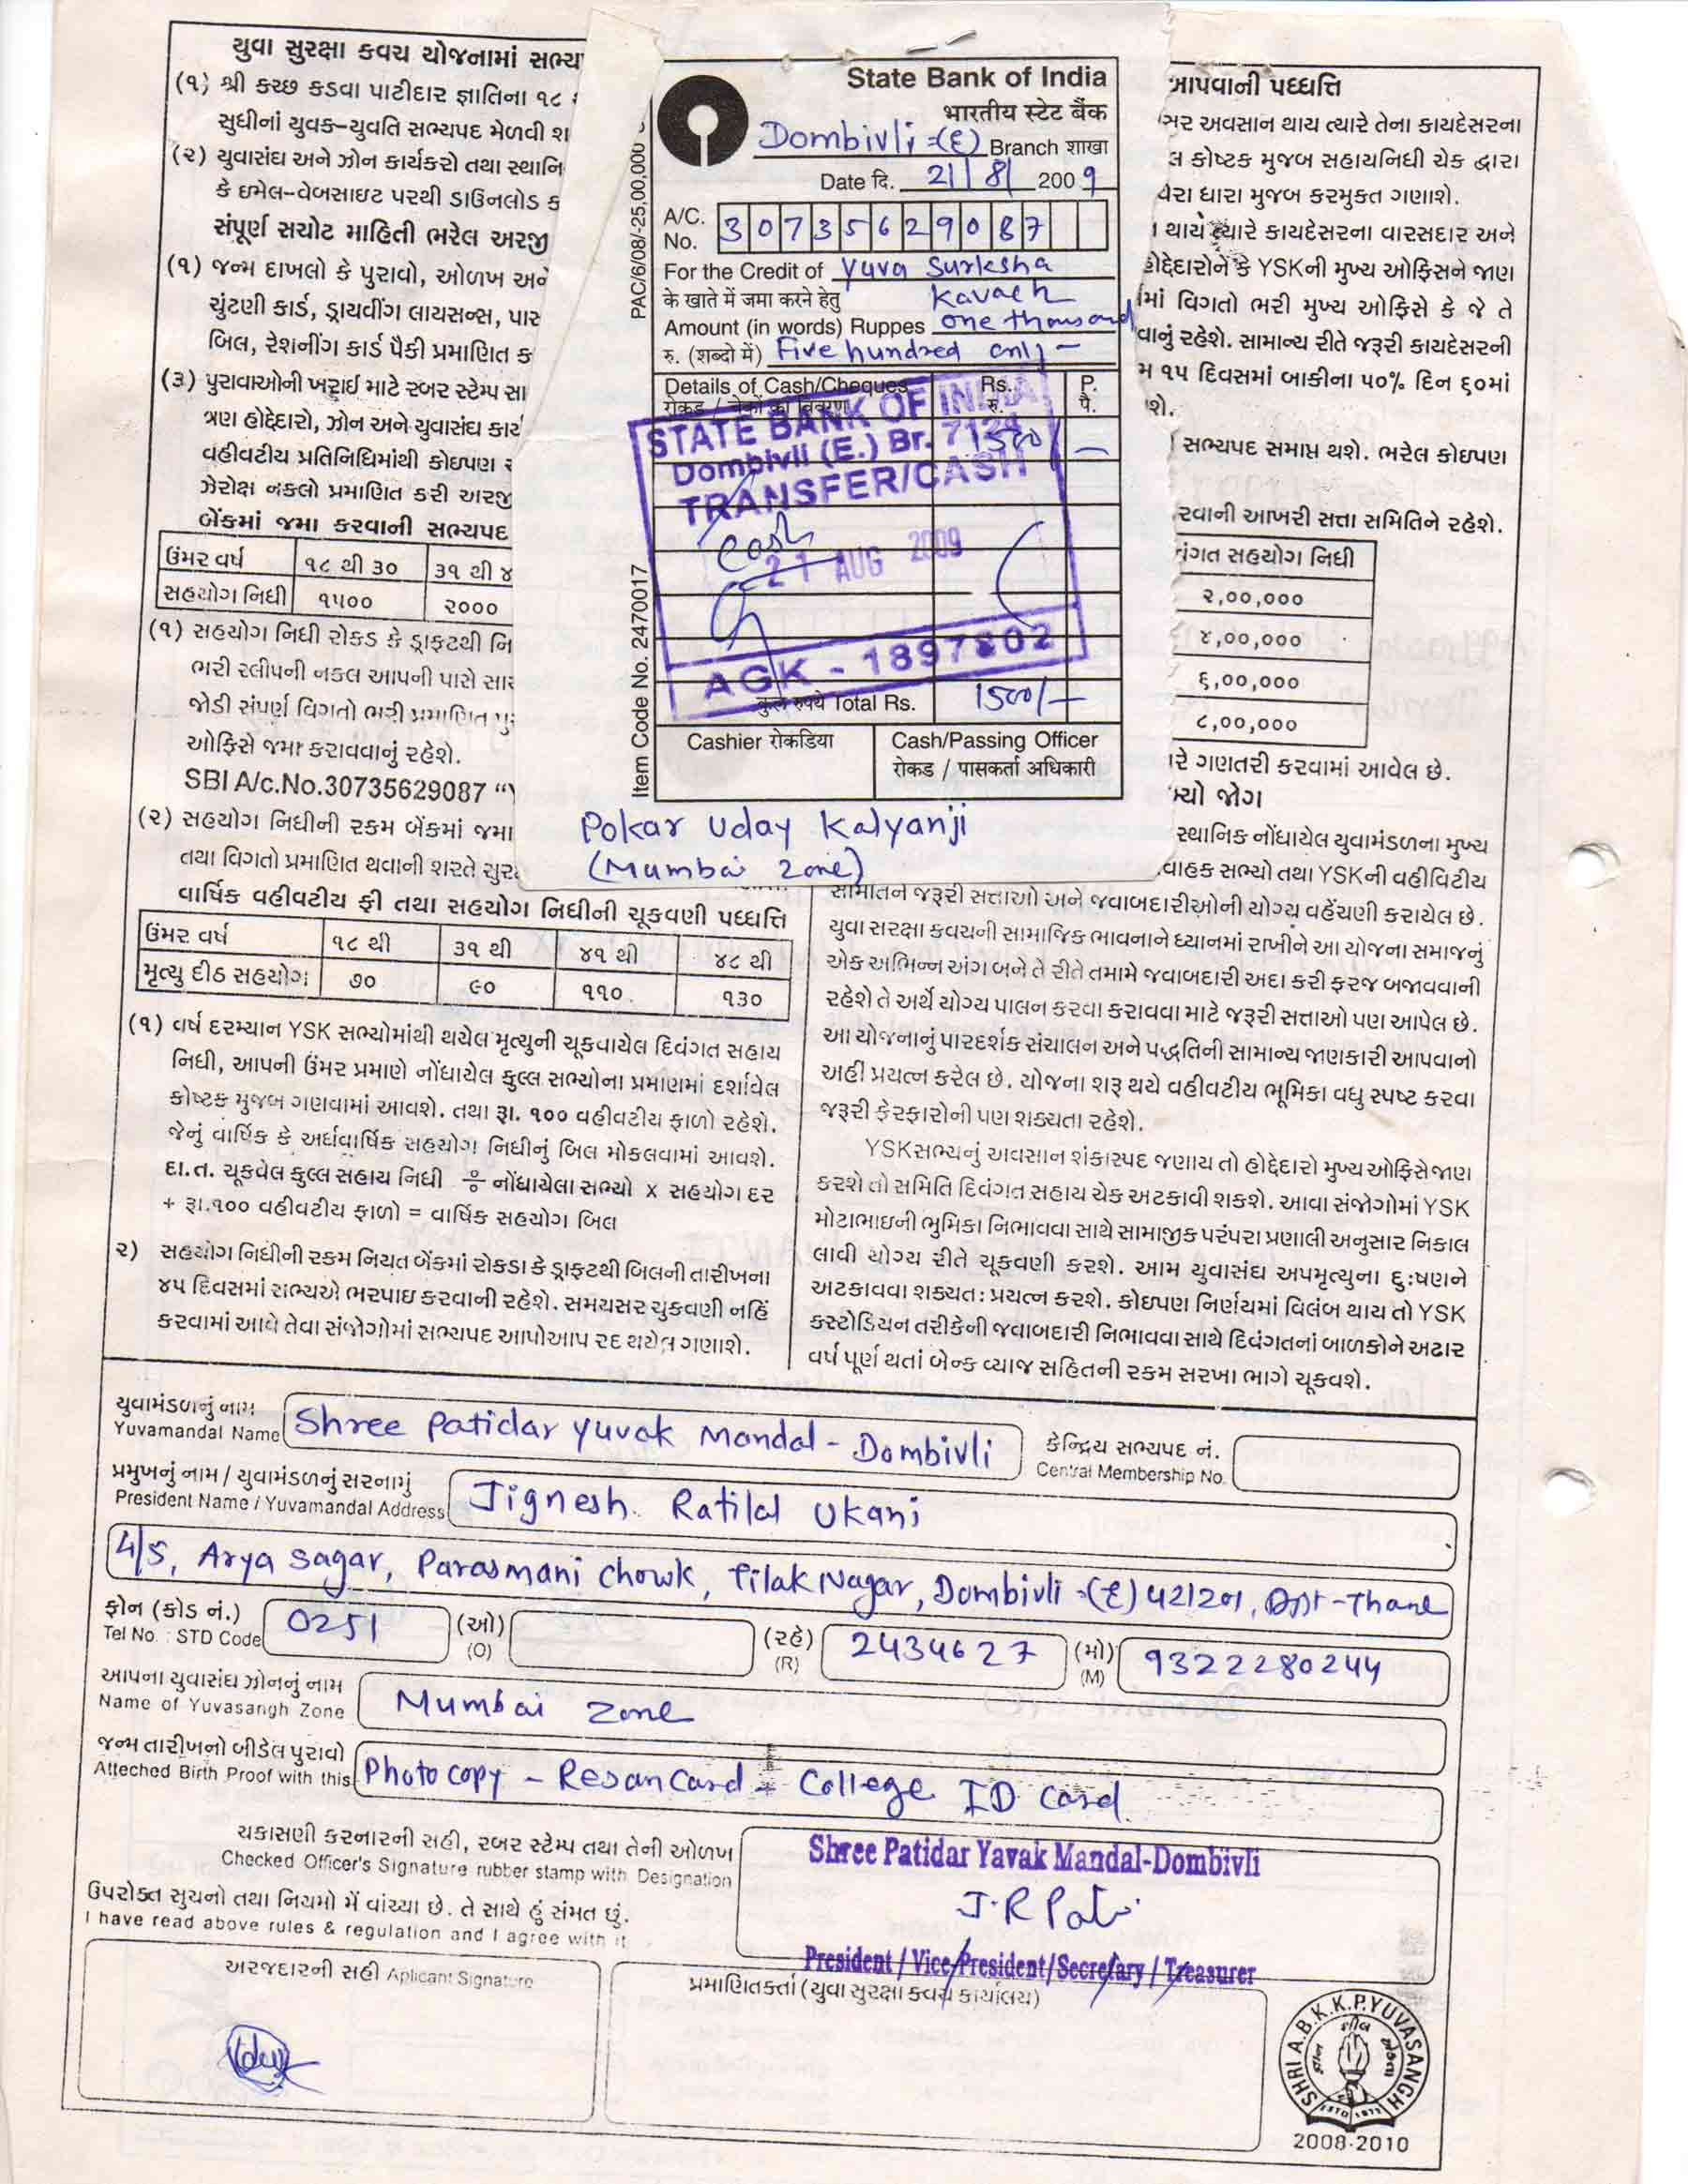 યુવા સુરક્ષા કવચ યોજનામાં સભ્ય
(૧) શ્રી કચ્છ કડવા પાટીદાર જ્ઞાતિના ૧૮
સુધીનાં યુવક-યુવતિ સભ્યપદ મેળવી શ
(૨) યુવાસંઘ અને ઝોન કાર્યકરો તથા સ્થાનિ
કે ઇમેલ-વેબસાઇટ પરથી ડાઉનલોડ ક
સંપૂર્ણ સચોટ માહિતી ભરેલ અરજી
(૧) જન્મ દાખલો કે પુરાવો, ઓળખ અને
ચુંટણી કાર્ડ, ડ્રાયવીંગ લાયસન્સ, પાર
બિલ, રેશનીંગ કાર્ડ પૈકી પ્રમાણિત ક
(૩) પુરાવાઓની ખરાઇ માટે રબર સ્ટેમ્પ સા
ત્રણ હોદ્દેદારો, ઝોન અને યુવાસંઘ કાર્ય
વહીવટીય પ્રતિનિધિમાંથી કોઇપણ
ઝેરોક્ષ નકલો પ્રમાણિત કરી અરજી
બેંકમાં જમા કરવાની સભ્યપદ
ઉંમર વર્ષ ૧૮ થી ૩૦ ૩૧ થી ૪
સહયોગ નિધી ૧૫૦૦ ૨૦૦૦
(૧) સહયોગ નિધી રોકડ કે ડ્રાફટથી નિ
ભરી સ્લીપની નકલ આપની પાસે સાર
જોડી સંપર્ણ વિગતો ભરી પ્રમાણિત પુ
ઓફિસે જમા કરાવવાનું રહેશે.
SBI A/c.No.30735629087 "Y
(૨) સહયોગ નિધીની રકમ બેંકમાં જમા
તથા વિગતો પ્રમાણિત થવાની શરતે સુર
State Bank of India
भारतीय स्टेट बैंक
Dombivli-(E) Branch शाखा
Date दि. 21/8/ 2009
PAC/6/08/-25,00,000
A/C. No. 30735629087
For the Credit of Yuva Surksha
के खाते में जमा करने हेतु Kavach
Amount (in words) Ruppes one thousand
रु. (शब्दो में) Five hundred only -
Details of Cash/Cheques Rs. P.
रोकड / चेकों का विवरण रु. पै.
STATE BANK OF INDIA
Dombivli (E.) Br. 7124
1500/ -
TRANSFER/CASH
cash
21 AUG 2009
AGK - 1897802
कुल रुपये Total Rs. 1500/-
Item Code No. 2470017
Cashier रोकडिया Cash/Passing Officer
रोकड / पासकर्ता अधिकारी
Pokar Uday Kalyanji
(Mumbai Zone)
આપવાની પધ્ધત્તિ
સર અવસાન થાય ત્યારે તેના કાયદેસરના
લ કોષ્ટક મુજબ સહાયનિધી ચેક દ્વારા
વેરા ધારા મુજબ કરમુક્ત ગણાશે.
થાય ત્યારે કાયદેસરના વારસદાર અને
હોદ્દેદારોને કે YSKની મુખ્ય ઓફિસને જાણ
ર્મમાં વિગતો ભરી મુખ્ય ઓફિસે કે જે તે
વાનું રહેશે. સામાન્ય રીતે જરૂરી કાયદેસરની
મ ૧૫ દિવસમાં બાકીના ૫૦% દિન ૬૦માં
શે.
સભ્યપદ સમાપ્ત થશે. ભરેલ કોઇપણ
રવાની આખરી સત્તા સમિતિને રહેશે.
વંગત સહયોગ નિધી
૨,૦૦,૦૦૦
૪,૦૦,૦૦૦
૬,૦૦,૦૦૦
૮,૦૦,૦૦૦
રે ગણતરી કરવામાં આવેલ છે.
જોગ
સ્થાનિક નોંધાયેલ યુવામંડળના મુખ્ય
વાહક સભ્યો તથા YSKની વહીવિટીય
વાર્ષિક વહીવટીય ફી તથા સહયોગ નિધીની ચૂકવણી પધ્ધત્તિ
ઉંમર વર્ષ ૧૮ થી ૩૧ થી ૪૧ થી ૪૮ થી
મૃત્યુ દીઠ સહયોગ ૭૦ ૯૦ ૧૧૦ ૧૩૦
(૧) વર્ષ દરમ્યાન YSK સભ્યોમાંથી થયેલ મૃત્યુની ચૂકવાયેલ દિવંગત સહાય
નિધી, આપની ઉંમર પ્રમાણે નોંધાયેલ કુલ્લ સભ્યોના પ્રમાણમાં દર્શાવેલ
કોષ્ટક મુજબ ગણવામાં આવશે. તથા રૂા. ૧૦૦ વહીવટીય ફાળો રહેશે.
જેનું વાર્ષિક કે અર્ધવાર્ષિક સહયોગ નિધીનું બિલ મોકલવામાં આવશે.
દા.ત. ચૂકવેલ કુલ્લ સહાય નિધી ÷ નોંધાયેલા સભ્યો x સહયોગ દર
+ રૂા.૧૦૦ વહીવટીય ફાળો = વાર્ષિક સહયોગ બિલ
૨) સહયોગ નિધીની રકમ નિયત બેંકમાં રોકડા કે ડ્રાફટથી બિલની તારીખના
૪૫ દિવસમાં સભ્યએ ભરપાઇ કરવાની રહેશે. સમયસર ચુકવણી નહિં
કરવામાં આવે તેવા સંજોગોમાં સભ્યપદ આપોઆપ રદ થયેલ ગણાશે.
સમિતિને જરૂરી સત્તાઓ અને જવાબદારીઓની યોગ્ય વહેંચણી કરાયેલ છે.
યુવા સરક્ષા કવચની સામાજિક ભાવનાને ધ્યાનમાં રાખીને આ યોજના સમાજનું
એક અભિન્ન અંગ બને તે રીતે તમામે જવાબદારી અદા કરી ફરજ બજાવવાની
રહેશે તે અર્થે યોગ્ય પાલન કરવા કરાવવા માટે જરૂરી સત્તાઓ પણ આપેલ છે.
આ યોજનાનું પારદર્શક સંચાલન અને પદ્ધતિની સામાન્ય જાણકારી આપવાનો
અહીં પ્રયત્ન કરેલ છે. યોજના શરૂ થયે વહીવટીય ભૂમિકા વધુ સ્પષ્ટ કરવા
જરૂરી ફેરફારોની પણ શક્યતા રહેશે.
YSKસભ્યનું અવસાન શંકાસ્પદ જણાય તો હોદ્દેદારો મુખ્ય ઓફિસે જાણ
કરશે તો સમિતિ દિવંગત સહાય ચેક અટકાવી શકશે. આવા સંજોગોમાં YSK
મોટાભાઇની ભુમિકા નિભાવવા સાથે સામાજીક પરંપરા પ્રણાલી અનુસાર નિકાલ
લાવી યોગ્ય રીતે ચૂકવણી કરશે. આમ યુવાસંઘ અપમૃત્યુના દુઃષણને
અટકાવવા શક્યતઃ પ્રયત્ન કરશે. કોઇપણ નિર્ણયમાં વિલંબ થાય તો YSK
કસ્ટોડિયન તરીકેની જવાબદારી નિભાવવા સાથે દિવંગતનાં બાળકોને અઢાર
વર્ષ પૂર્ણ થતાં બેન્ક વ્યાજ સહિતની રકમ સરખા ભાગે ચૂકવશે.
યુવામંડળનું નામ
Yuvamandal Name Shree Patidar Yuvak Mandal - Dombivli
કેન્દ્રિય સભ્યપદ નં.
Central Membership No.
પ્રમુખનું નામ / યુવામંડળનું સરનામું
President Name / Yuvamandal Address Jignesh. Ratilal Ukani
4/5, Arya Sagar, Parasmani Chowk, Tilak Nagar, Dombivli-(E) 421201, Dist-Thane
ફોન (કોડ નં.) (ઓ) (રહે) (મો)
Tel No. : STD Code 0251 (O) (R) 2434627 (M) 9322280244
આપના યુવાસંઘ ઝોનનું નામ
Name of Yuvasangh Zone Mumbai Zone
જન્મ તારીખનો બીડેલ પુરાવો
Atteched Birth Proof with this Photo copy - Resan Card - College ID Card
ચકાસણી કરનારની સહી, રબર સ્ટેમ્પ તથા તેની ઓળખ
Checked Officer's Signature rubber stamp with Designation
Shree Patidar Yavak Mandal-Dombivli
President / Vice President/Secretary / Treasurer
ઉપરોક્ત સુચનો તથા નિયમો મેં વાંચ્યા છે. તે સાથે હું સંમત છું.
I have read above rules & regulation and I agree with it
અરજદારની સહી Aplicant Signature
પ્રમાણિતકર્તા (યુવા સુરક્ષા કવચ કાર્યાલય)
SHRI A.B.K.K.P.YUVASANGH
ESTD 1975
2008-2010